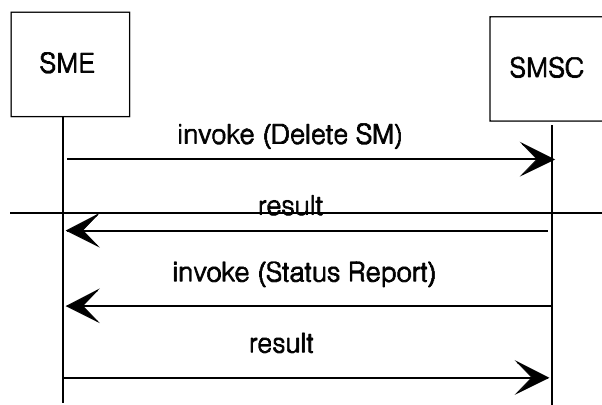 SME
SMSC
invoke (Delete SM)
result
invoke (Status Report)
result